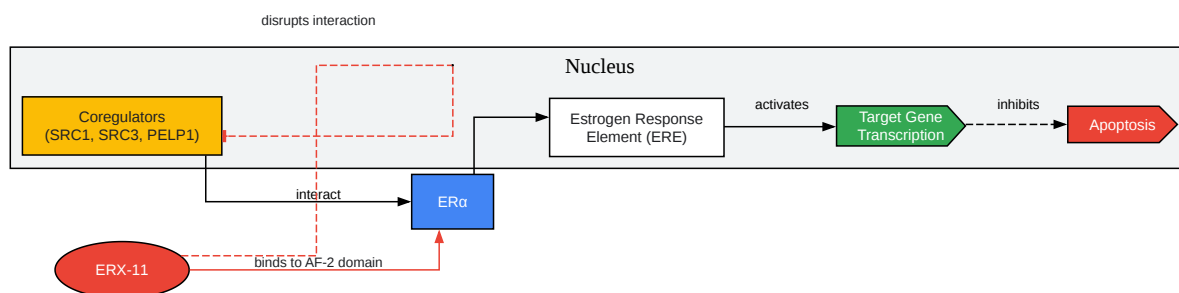 disrupts interaction
Nucleus
Coregulators
(SRC1, SRC3, PELP1)
Estrogen Response
Element (ERE)
activates
Target Gene
Transcription
inhibits
Apoptosis
interact
ERα
ERX-11
binds to AF-2 domain